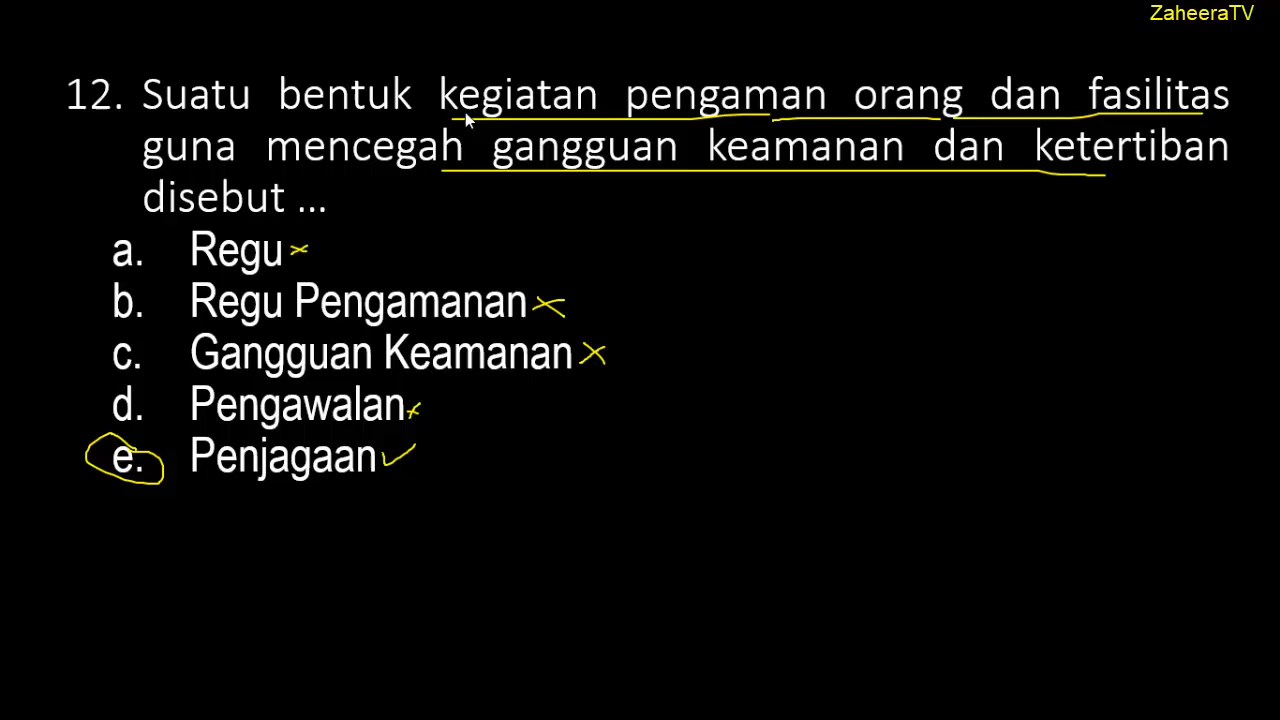 ZaheeraTV
12. Suatu bentuk kegiatan pengaman orang dan fasilitas
guna mencegah gangguan keamanan dan ketertiban
disebut ...
a. Regu
b. Regu Pengamanan
c. Gangguan Keamanan
d. Pengawalan
e. Penjagaan